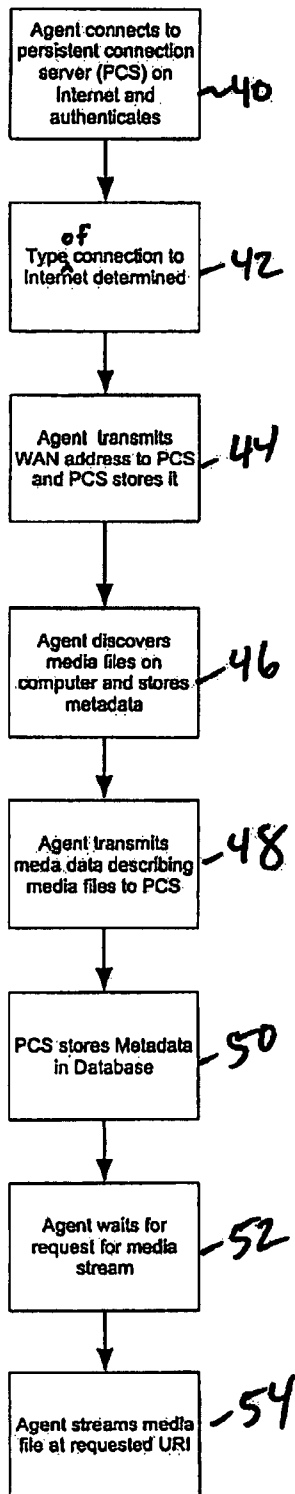 Agent connects to
persistent connection
server (PCS) on
Internet and
authenticates
40
Type of connection to
Internet determined
42
Agent transmits
WAN address to PCS
and PCS stores it
44
Agent discovers
media files on
computer and stores
metadata
46
Agent transmits
meda data describing
media files to PCS
48
PCS stores Metadata
in Database
50
Agent waits for
request for media
stream
52
Agent streams media
file at requested URI
54